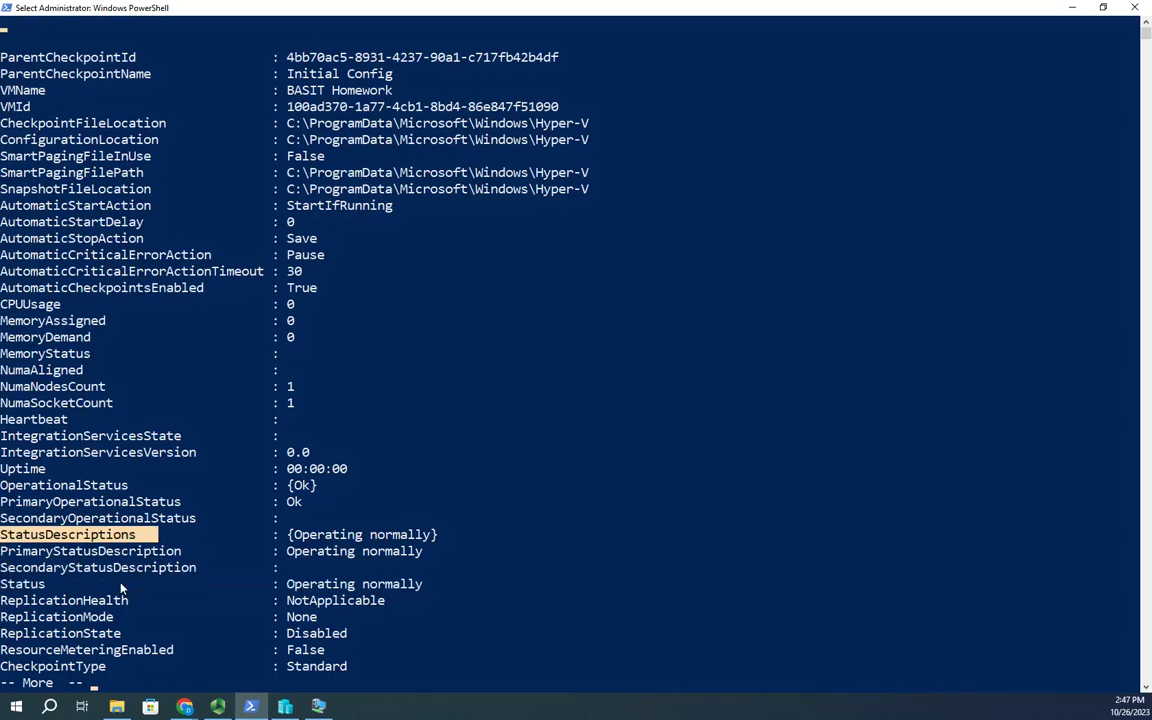 Select Administrator: Windows PowerShell
ParentCheckpointId : 4bb70ac5-8931-4237-90a1-c717fb42b4df
ParentCheckpointName : Initial Config
VMName : BASIT Homework
VMId : 100ad370-1a77-4cb1-8bd4-86e847f51090
CheckpointFileLocation : C:\ProgramData\Microsoft\Windows\Hyper-V
ConfigurationLocation : C:\ProgramData\Microsoft\Windows\Hyper-V
SmartPagingFileInUse : False
SmartPagingFilePath : C:\ProgramData\Microsoft\Windows\Hyper-V
SnapshotFileLocation : C:\ProgramData\Microsoft\Windows\Hyper-V
AutomaticStartAction : StartIfRunning
AutomaticStartDelay : 0
AutomaticStopAction : Save
AutomaticCriticalErrorAction : Pause
AutomaticCriticalErrorActionTimeout : 30
AutomaticCheckpointsEnabled : True
CPUUsage : 0
MemoryAssigned : 0
MemoryDemand : 0
MemoryStatus :
NumaAligned :
NumaNodesCount : 1
NumaSocketCount : 1
Heartbeat :
IntegrationServicesState :
IntegrationServicesVersion : 0.0
Uptime : 00:00:00
OperationalStatus : {Ok}
PrimaryOperationalStatus : Ok
SecondaryOperationalStatus :
StatusDescriptions : {Operating normally}
PrimaryStatusDescription : Operating normally
SecondaryStatusDescription :
Status : Operating normally
ReplicationHealth : NotApplicable
ReplicationMode : None
ReplicationState : Disabled
ResourceMeteringEnabled : False
CheckpointType : Standard
-- More --
2:47 PM
10/26/2023